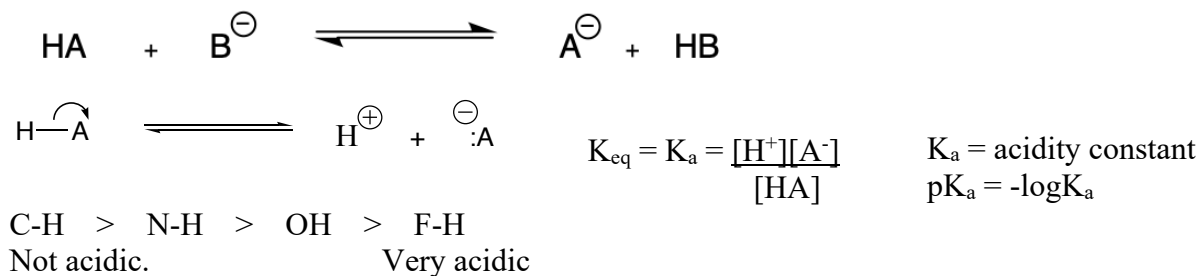 HA + B⊖ ⇌ A⊖ + HB
H—A ⇌ H⊕ + ⊖:A
Keq = Ka = [H+][A-]
[HA]
Ka = acidity constant
pKa = -logKa
C-H > N-H > OH > F-H
Not acidic. Very acidic